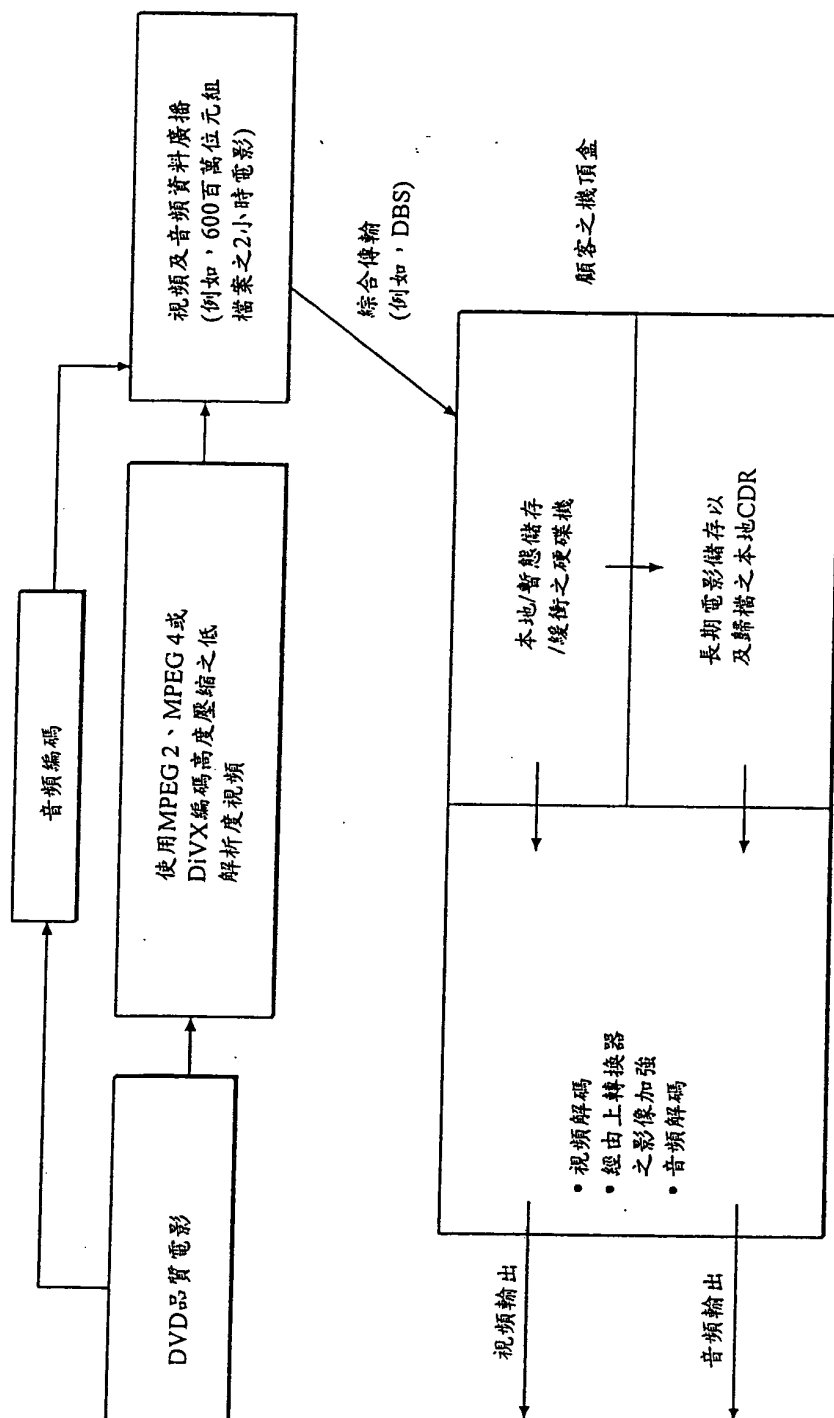 DVD品質電影
音頻編碼
使用MPEG 2、MPEG 4或
DiVX編碼高度壓縮之低
解析度視頻
視頻及音頻資料廣播
(例如，600百萬位元組
檔案之2小時電影)
綜合傳輸
(例如，DBS)
顧客之機頂盒
本地/暫態儲存
/緩衝之硬碟機
長期電影儲存以
及歸檔之本地CDR
• 視頻解碼
• 經由上轉換器
之影像加強
• 音頻解碼
視頻輸出
音頻輸出